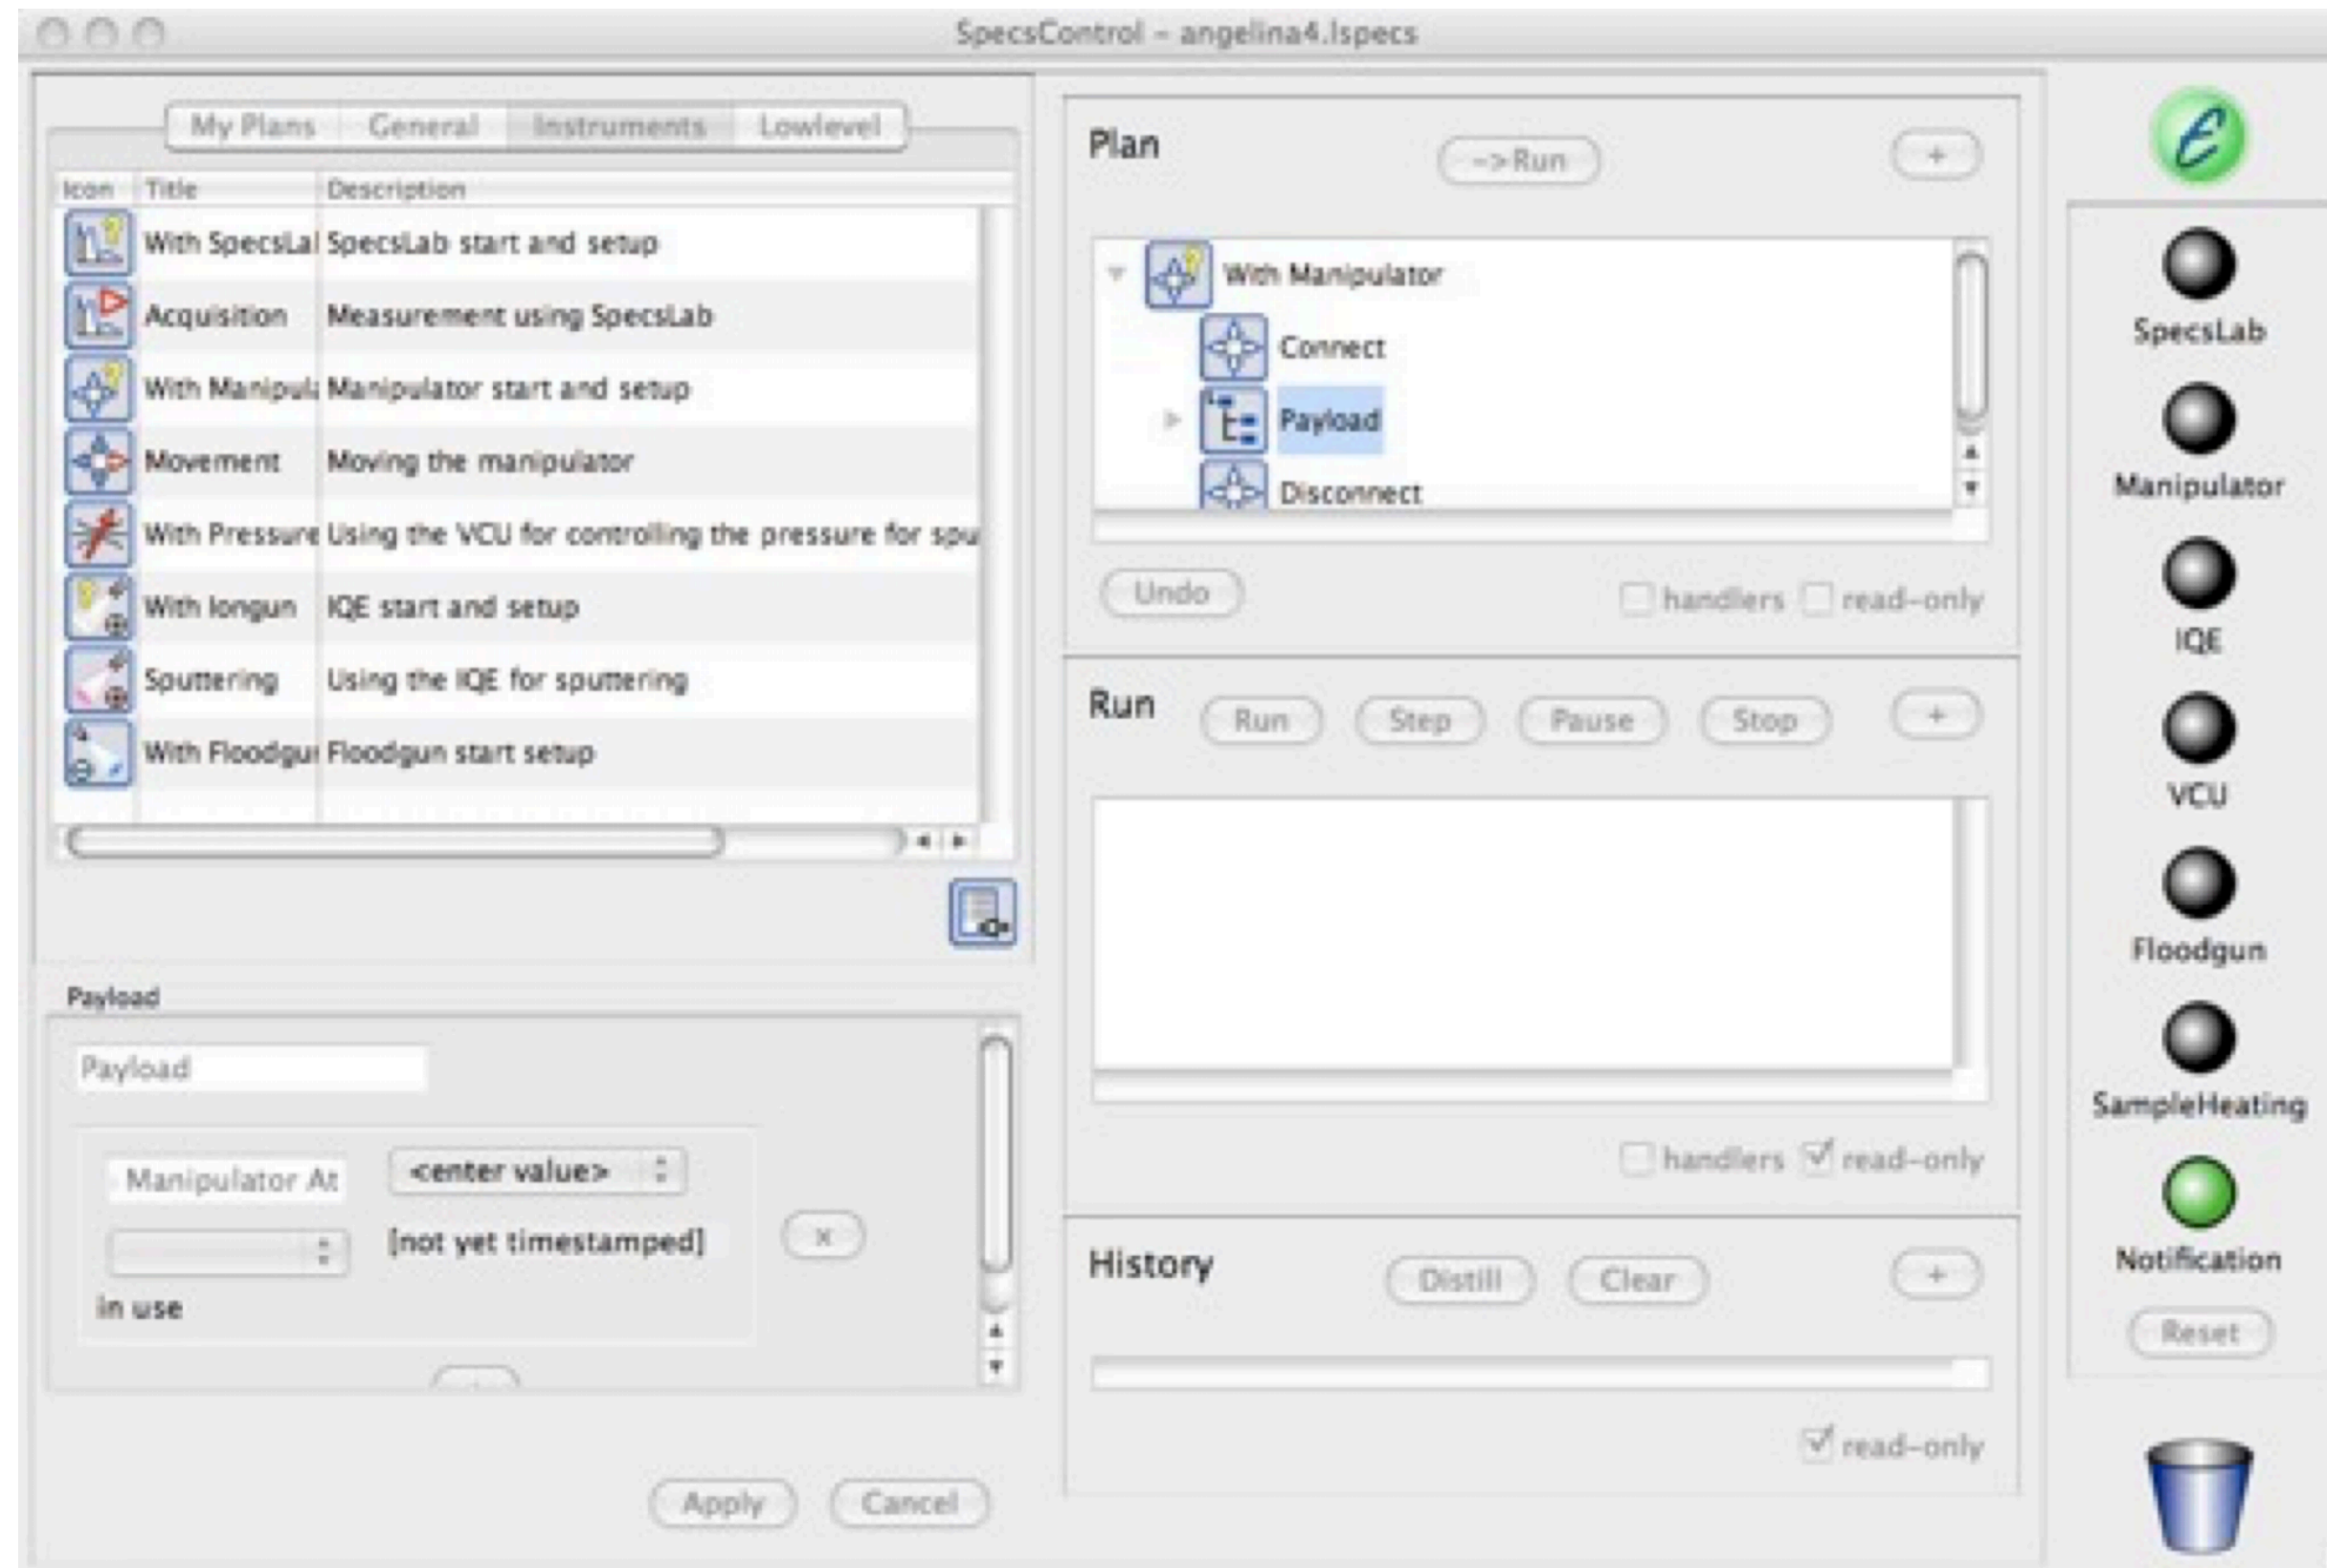 SpecsControl – angelina4.lspecs
My Plans General Instruments Lowlevel
Icon Title Description
With SpecsLal SpecsLab start and setup
Acquisition Measurement using SpecsLab
With Manipula Manipulator start and setup
Movement Moving the manipulator
With Pressure Using the VCU for controlling the pressure for spu
With Iongun IQE start and setup
Sputtering Using the IQE for sputtering
With Floodgun Floodgun start setup
Payload
Payload
Manipulator At <center value>
[not yet timestamped] x
in use
Apply Cancel
Plan ->Run +
With Manipulator
Connect
Payload
Disconnect
Undo handlers read-only
Run Run Step Pause Stop +
handlers read-only
History Distill Clear +
read-only
E
SpecsLab
Manipulator
IQE
VCU
Floodgun
SampleHeating
Notification
Reset